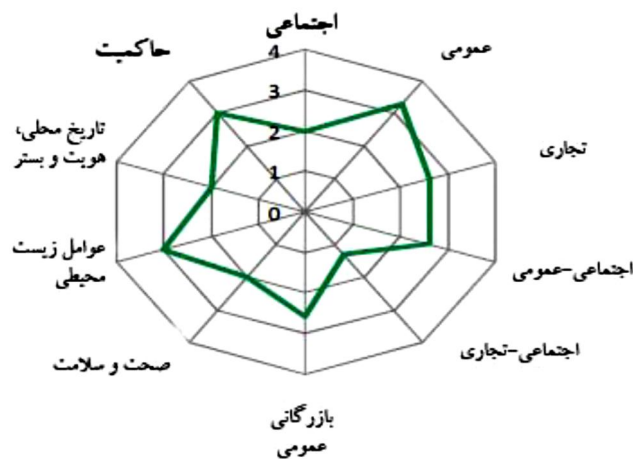 اجتماعی
عمومی
تجاری
اجتماعی-عمومی
اجتماعی-تجاری
بازرگانی
عمومی
صحت و سلامت
عوامل زیست
محیطی
تاریخ محلی،
هویت و بستر
حاکمیت
4
3
2
1
0